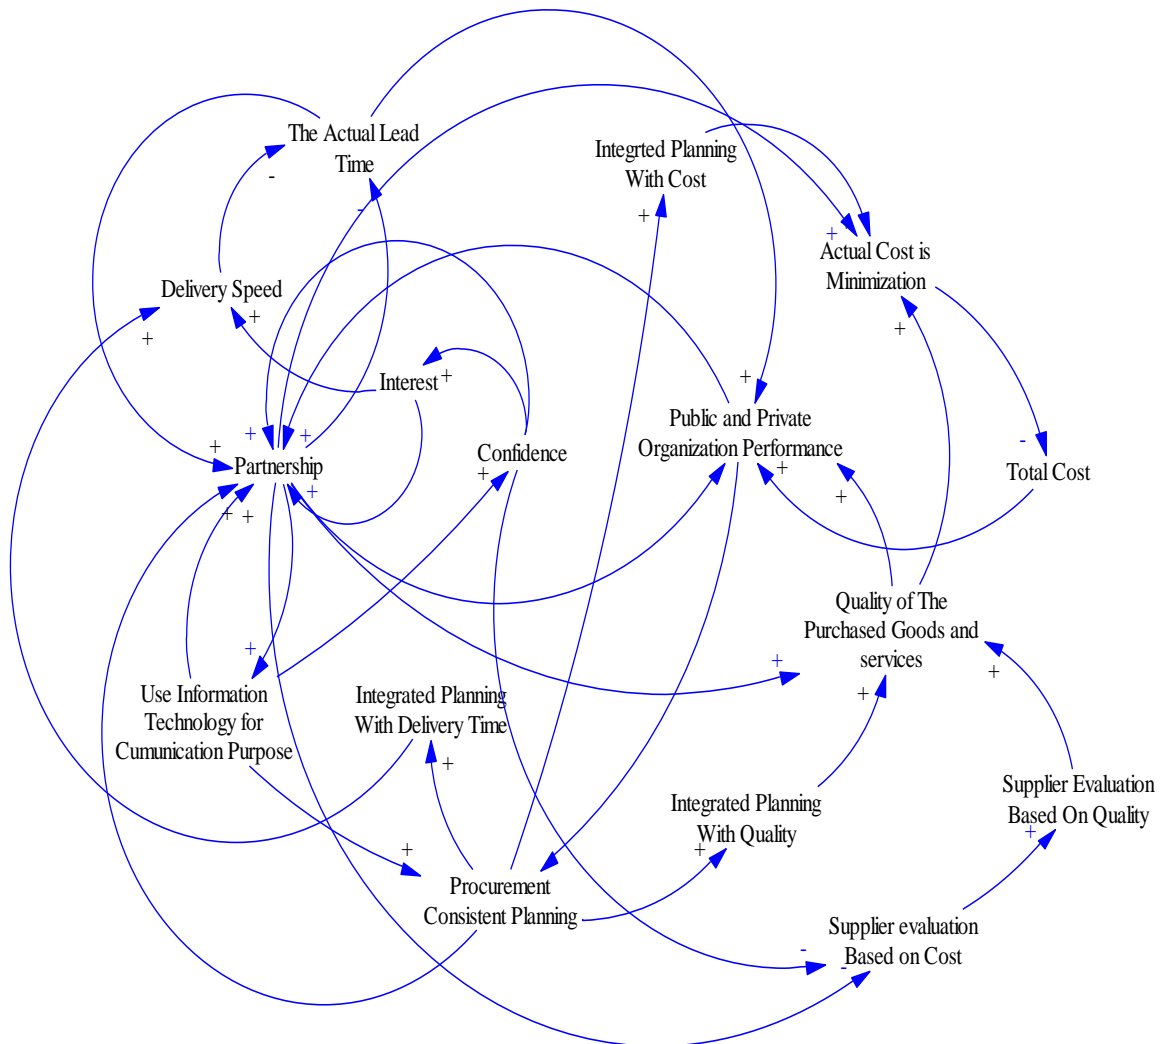 The Actual Lead
Time
Integrted Planning
With Cost
Actual Cost is
Minimization
Delivery Speed
Interest
Public and Private
Organization Performance
Confidence
Partnership
Total Cost
Quality of The
Purchased Goods and
services
Use Information
Technology for
Cumunication Purpose
Integrated Planning
With Delivery Time
Integrated Planning
With Quality
Supplier Evaluation
Based On Quality
Procurement
Consistent Planning
Supplier evaluation
Based on Cost